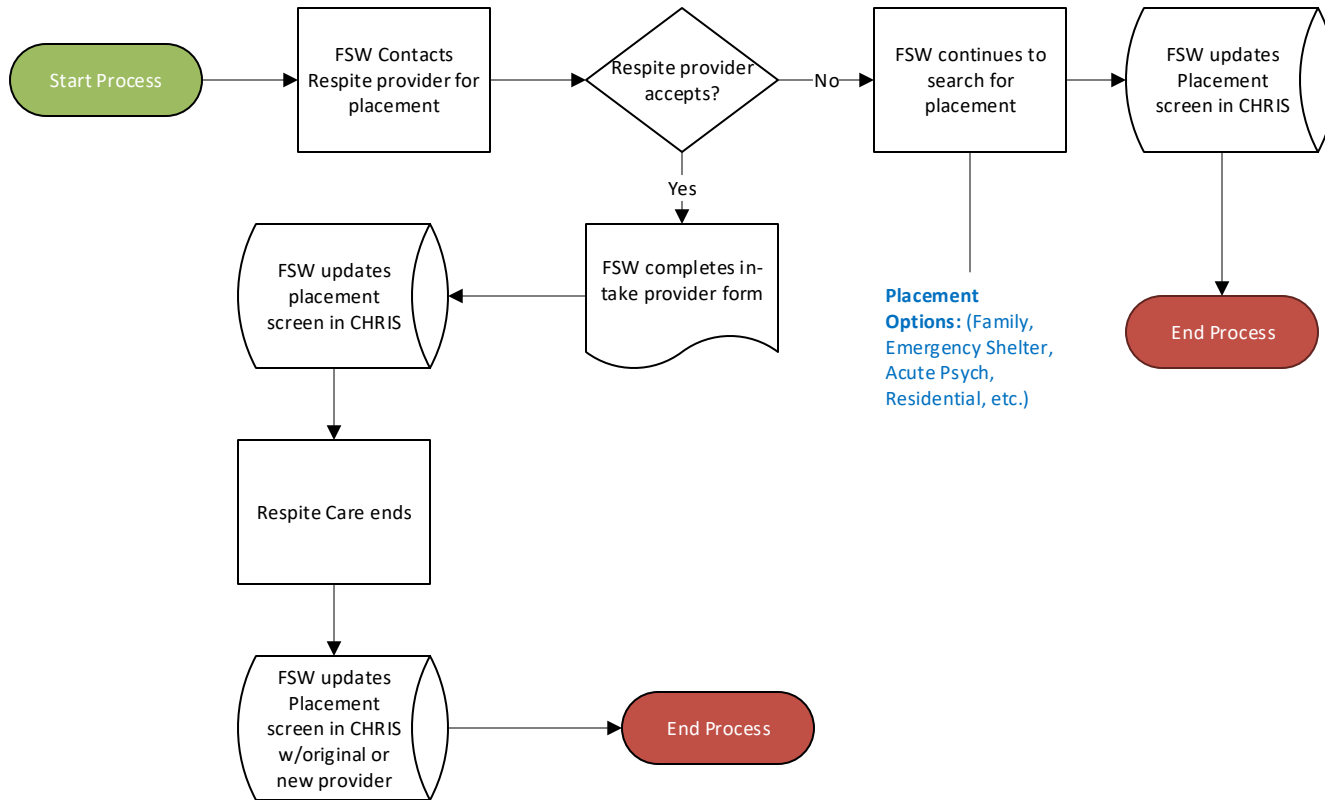 Start Process
FSW Contacts
Respite provider for
placement
Respite provider
accepts?
No
FSW continues to
search for
placement
FSW updates
Placement
screen in CHRIS
Yes
FSW updates
placement
screen in CHRIS
FSW completes in-
take provider form
Placement
Options: (Family,
Emergency Shelter,
Acute Psych,
Residential, etc.)
End Process
Respite Care ends
FSW updates
Placement
screen in CHRIS
w/original or
new provider
End Process